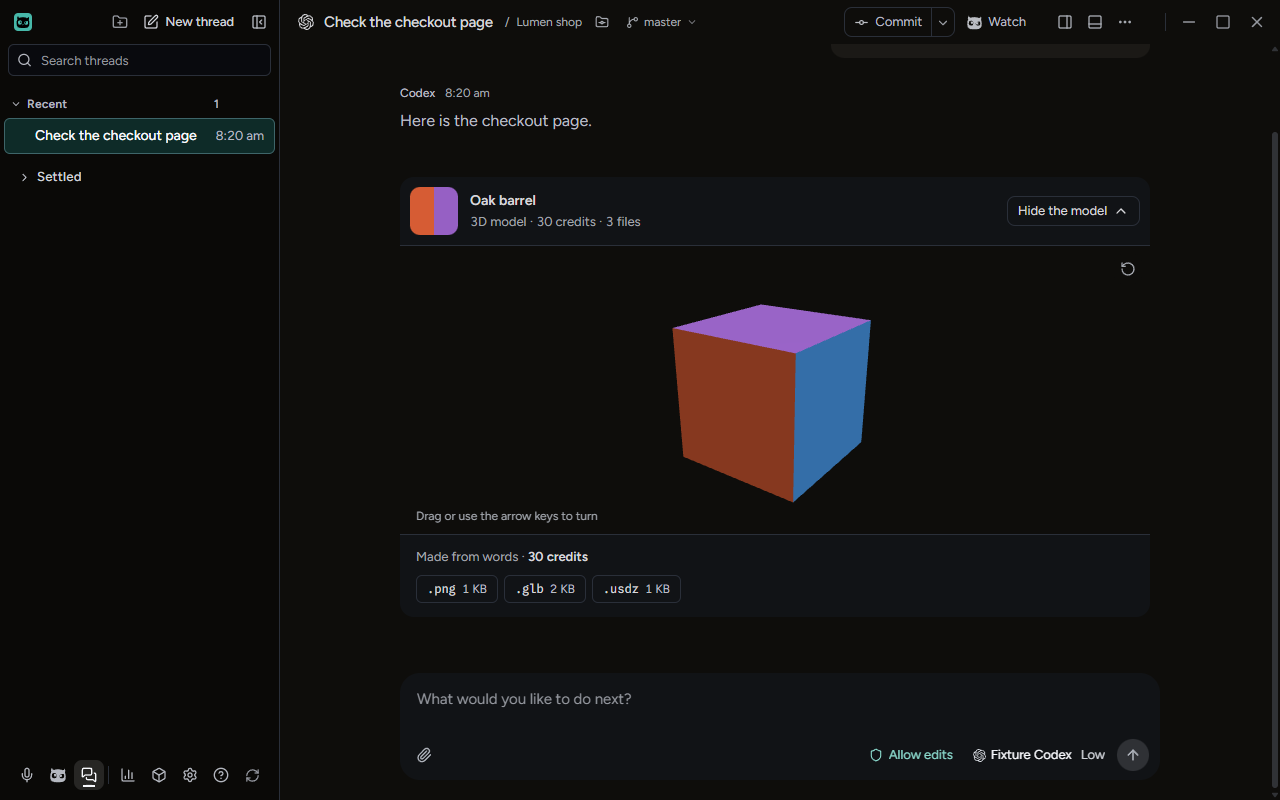 New thread
Search threads
Recent 1
Check the checkout page 8:20 am
Settled
Check the checkout page / Lumen shop master
Commit
Watch
Codex 8:20 am
Here is the checkout page.
Oak barrel
3D model · 30 credits · 3 files
Hide the model
Drag or use the arrow keys to turn
Made from words · 30 credits
.png 1 KB .glb 2 KB .usdz 1 KB
What would you like to do next?
Allow edits Fixture Codex Low